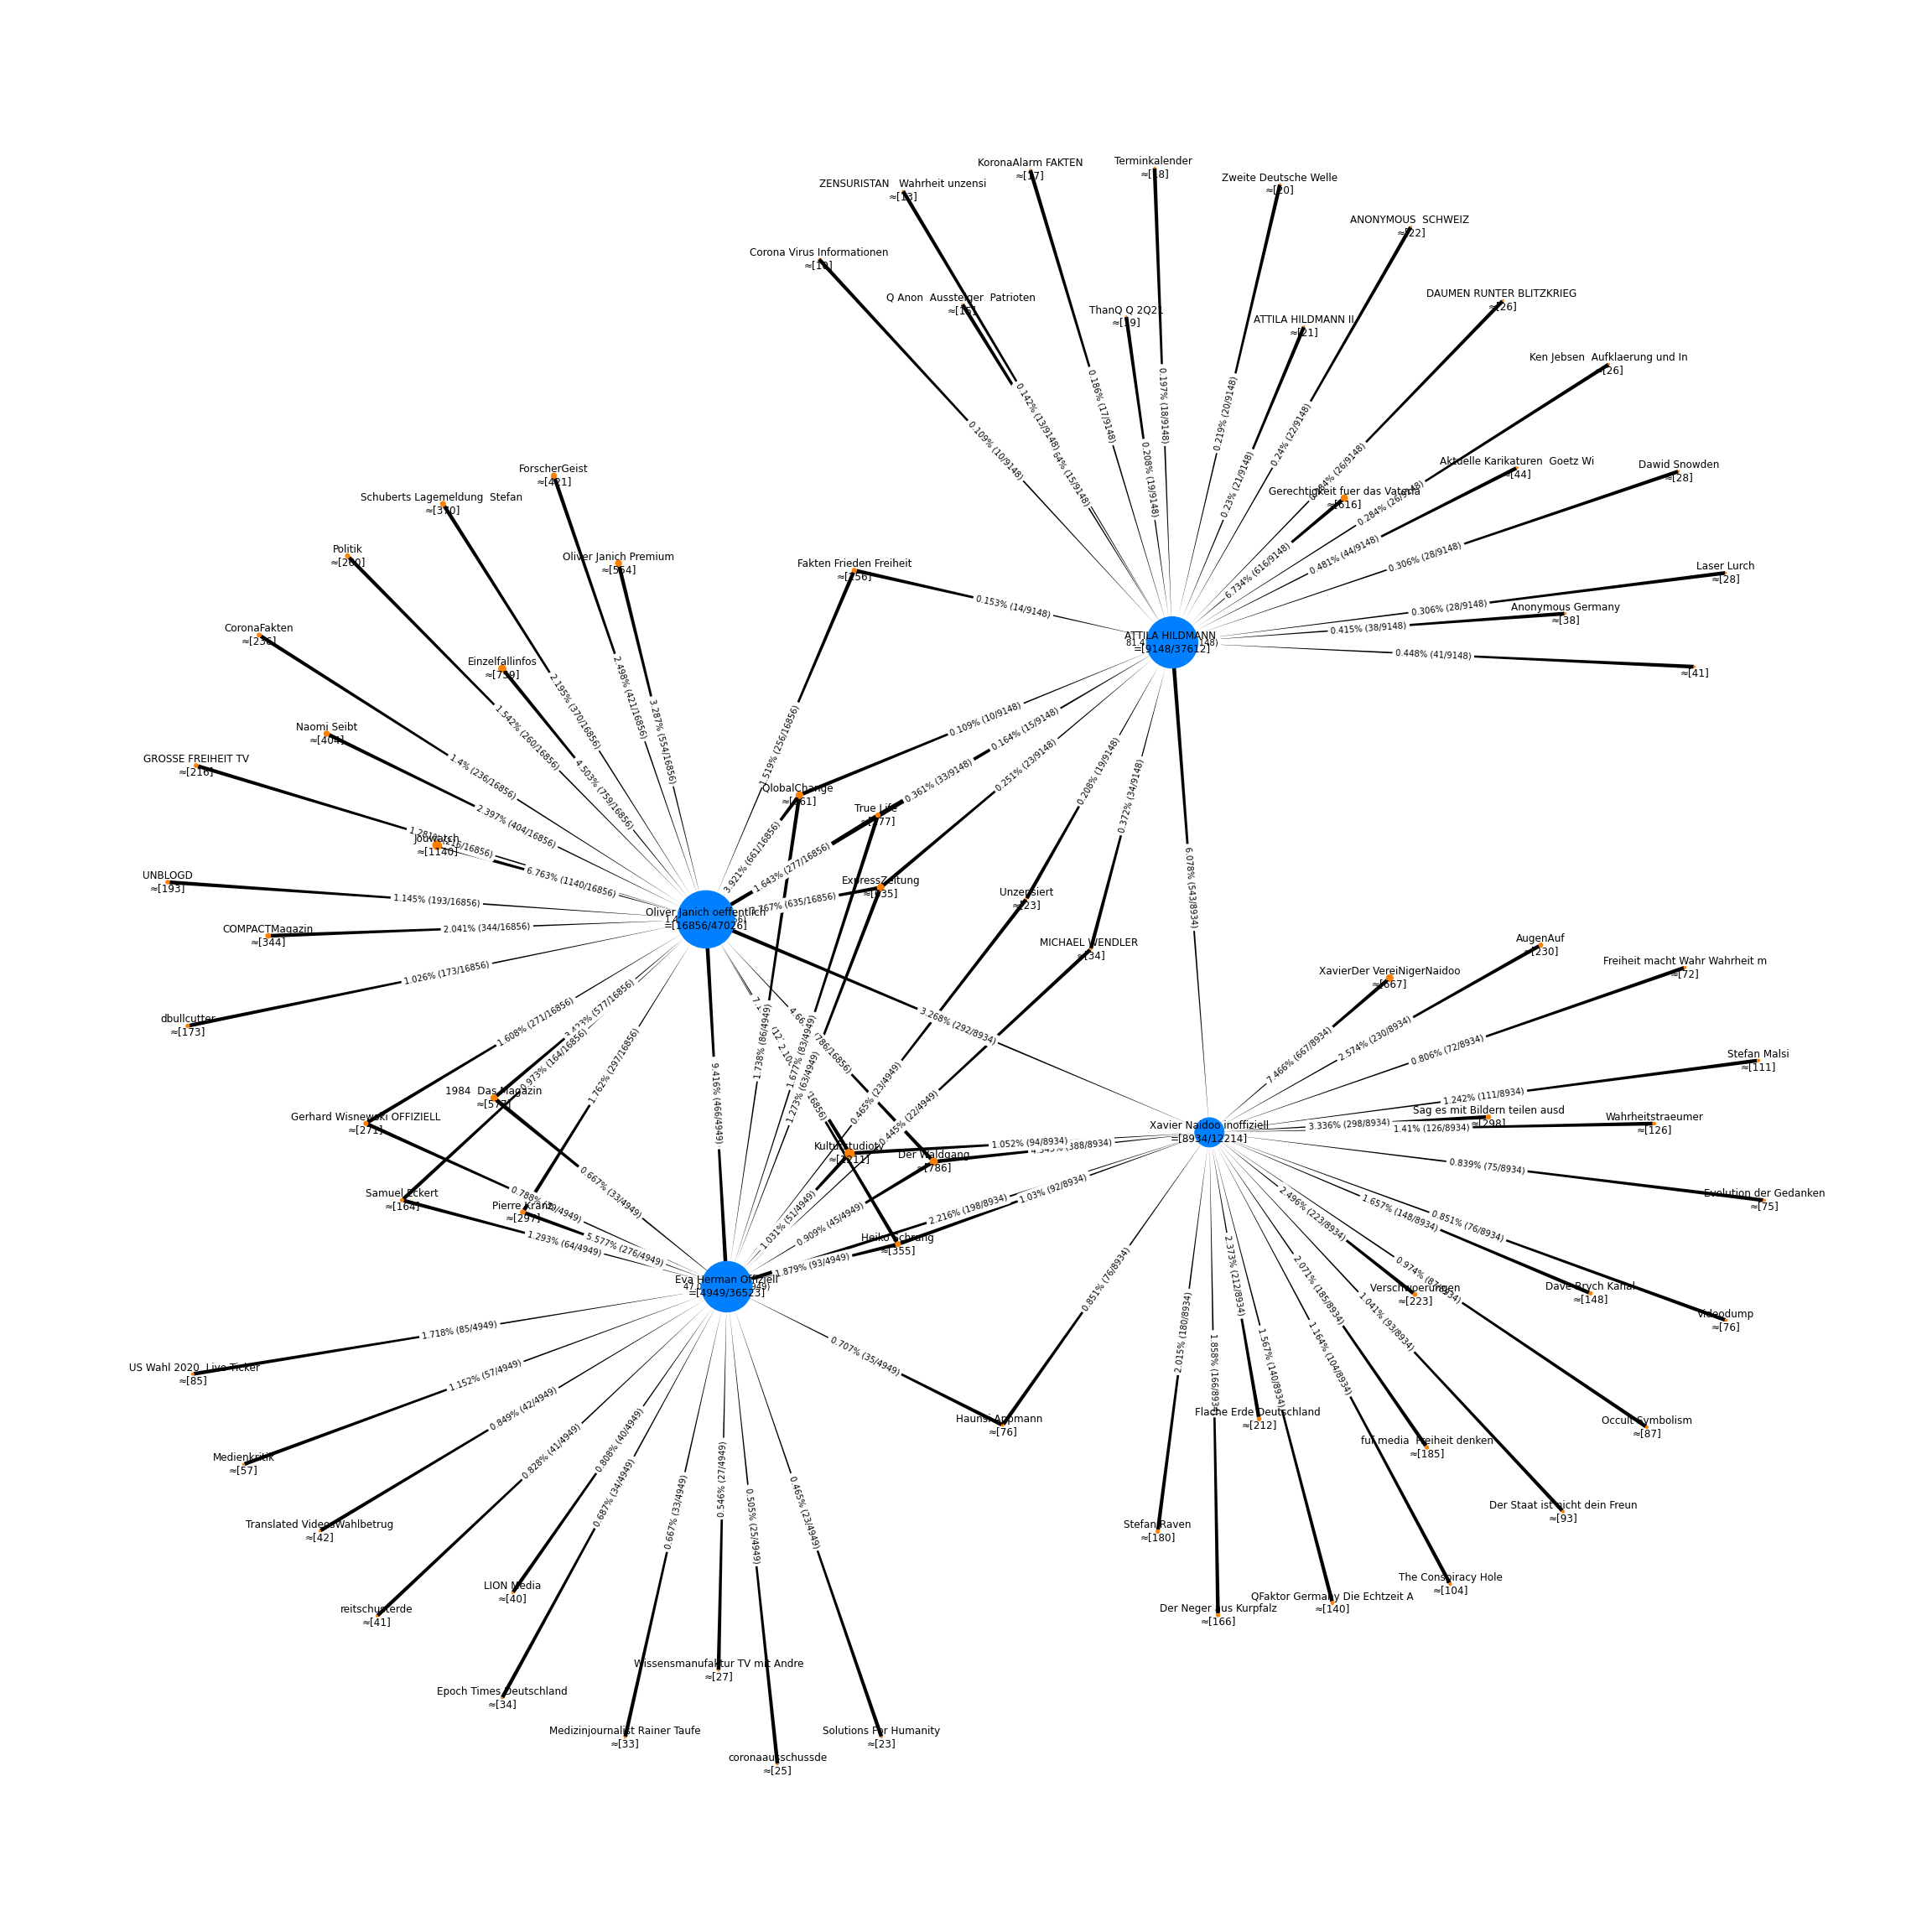 KoronaAlarm FAKTEN
≈[17]
Terminkalender
≈[18]
Zweite Deutsche Welle
≈[20]
ZENSURISTAN   Wahrheit unzensi
≈[13]
ANONYMOUS  SCHWEIZ
≈[22]
Corona Virus Informationen
≈[10]
Q Anon  Aussteiger  Patrioten
≈[15]
ThanQ Q 2Q21
≈[19]
ATTILA HILDMANN II
≈[21]
DAUMEN RUNTER BLITZKRIEG
≈[26]
Ken Jebsen  Aufklaerung und In
≈[26]
0.109% (10/9148)
0.142% (13/9148)
64% (15/9148)
0.186% (17/9148)
0.208% (19/9148)
0.197% (18/9148)
0.219% (20/9148)
0.23% (21/9148)
0.24% (22/9148)
0.284% (26/9148)
0.284% (26/9148)
Aktuelle Karikaturen  Goetz Wi
≈[44]
Dawid Snowden
≈[28]
Gerechtigkeit fuer das Vaterla
≈[616]
6.734% (616/9148)
0.481% (44/9148)
0.306% (28/9148)
Laser Lurch
≈[28]
0.306% (28/9148)
Anonymous Germany
≈[38]
0.415% (38/9148)
0.448% (41/9148)
≈[41]
ATTILA HILDMANN
=[9148/37612]
ForscherGeist
≈[421]
Schuberts Lagemeldung  Stefan
≈[370]
Politik
≈[260]
Oliver Janich Premium
≈[554]
Fakten Frieden Freiheit
≈[256]
0.153% (14/9148)
CoronaFakten
≈[236]
Einzelfallinfos
≈[759]
Naomi Seibt
≈[404]
GROSSE FREIHEIT TV
≈[216]
2.498% (421/16856)
2.195% (370/16856)
3.287% (554/16856)
1.542% (260/16856)
4.503% (759/16856)
1.4% (236/16856)
2.397% (404/16856)
1.519% (256/16856)
0.109% (10/9148)
0.164% (15/9148)
0.361% (33/9148)
0.251% (23/9148)
0.208% (19/9148)
0.372% (34/9148)
6.078% (543/8934)
QlobalChange
≈[661]
True Life
≈[277]
Jouwatch
≈[1140]
6.763% (1140/16856)
3.921% (661/16856)
1.643% (277/16856)
ExpressZeitung
≈[635]
3.767% (635/16856)
UNBLOGD
≈[193]
1.145% (193/16856)
Unzensiert
≈[23]
COMPACTMagazin
≈[344]
2.041% (344/16856)
Oliver Janich oeffentlich
=[16856/47026]
MICHAEL WENDLER
≈[34]
1.026% (173/16856)
dbullcutter
≈[173]
3.268% (292/8934)
AugenAuf
≈[230]
Freiheit macht Wahr Wahrheit m
≈[72]
XavierDer VereiNigerNaidoo
≈[667]
7.466% (667/8934)
2.574% (230/8934)
0.806% (72/8934)
Stefan Malsi
≈[111]
1.242% (111/8934)
1.608% (271/16856)
3.423% (577/16856)
0.973% (164/16856)
1.762% (297/16856)
9.416% (466/4949)
1.738% (86/4949)
1.677% (83/4949)
1.273% (63/4949)
0.465% (23/4949)
0.445% (22/4949)
1984  Das Magazin
≈[577]
Gerhard Wisnewski OFFIZIELL
≈[271]
Sag es mit Bildern teilen ausd
≈[298]
3.336% (298/8934)
Wahrheitstraeumer
≈[126]
1.41% (126/8934)
Xavier Naidoo inoffiziell
=[8934/12214]
Kulturstudiotv
1.052% (94/8934)
Der Waldgang
≈[786]
0.839% (75/8934)
Evolution der Gedanken
≈[75]
0.667% (33/4949)
Samuel Eckert
≈[164]
Pierre Kranz
≈[297]
5.577% (276/4949)
1.293% (64/4949)
1.031% (51/4949)
0.909% (45/4949)
2.216% (198/8934)
1.03% (92/8934)
Heiko Schrang
≈[355]
1.879% (93/4949)
Eva Herman Offiziell
=[4949/36523]
2.496% (223/8934)
1.657% (148/8934)
0.851% (76/8934)
0.974% (87/8934)
2.373% (212/8934)
2.071% (185/8934)
1.041% (93/8934)
1.164% (104/8934)
1.567% (140/8934)
1.858% (166/8934)
2.015% (180/8934)
0.851% (76/8934)
Verschwoerungen
≈[223]
Dave Brych Kanal
≈[148]
videodump
≈[76]
1.718% (85/4949)
US Wahl 2020  Live Ticker
≈[85]
0.707% (35/4949)
1.152% (57/4949)
0.849% (42/4949)
0.828% (41/4949)
0.808% (40/4949)
0.687% (34/4949)
0.667% (33/4949)
0.546% (27/4949)
0.505% (25/4949)
0.465% (23/4949)
Haunsi Appmann
≈[76]
Flache Erde Deutschland
≈[212]
Occult Symbolism
≈[87]
fuf media  Freiheit denken
≈[185]
Medienkritik
≈[57]
Der Staat ist nicht dein Freun
≈[93]
Translated VideosWahlbetrug
≈[42]
Stefan Raven
≈[180]
The Conspiracy Hole
≈[104]
LION Media
≈[40]
reitschusterde
≈[41]
QFaktor Germany Die Echtzeit A
≈[140]
Der Neger aus Kurpfalz
≈[166]
Wissensmanufaktur TV mit Andre
≈[27]
Epoch Times Deutschland
≈[34]
Medizinjournalist Rainer Taufe
≈[33]
Solutions For Humanity
≈[23]
coronaausschussde
≈[25]